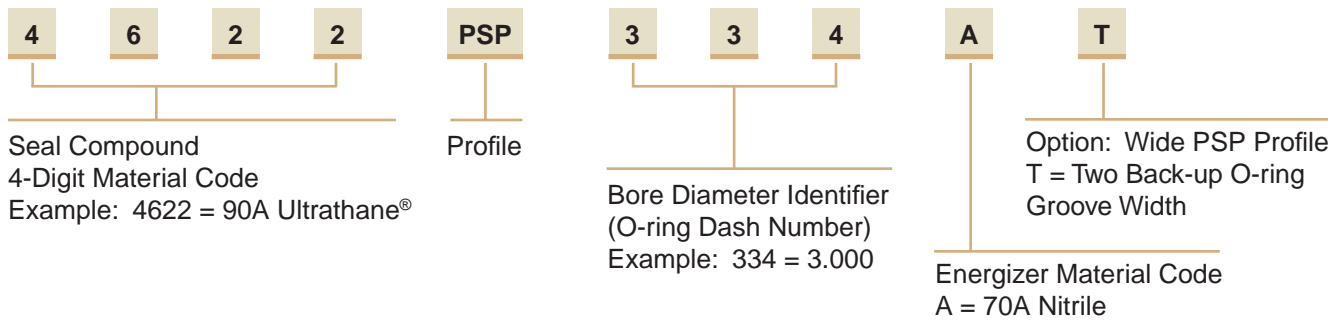 4 6 2 2 PSP 3 3 4 A T
Seal Compound
4-Digit Material Code
Example: 4622 = 90A Ultrathane®
Profile
Bore Diameter Identifier
(O-ring Dash Number)
Example: 334 = 3.000
Option: Wide PSP Profile
T = Two Back-up O-ring
Groove Width
Energizer Material Code
A = 70A Nitrile